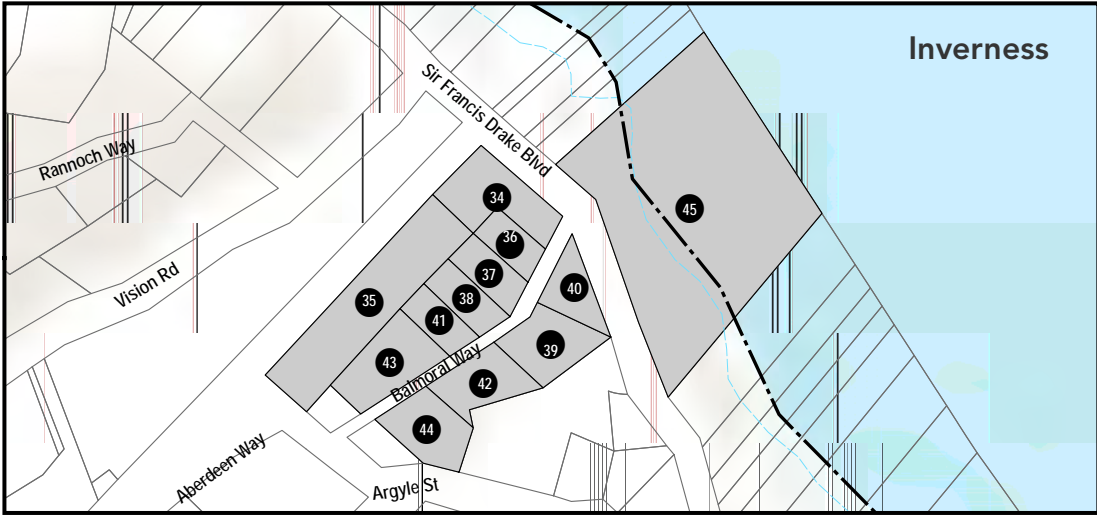 Inverness
Sir Francis Drake Blvd
Rannoch Way
34
45
36
37
Vision Rd
40
38
35
41
39
43
Balmoral Way
42
44
Aberdeen Way
Argyle St